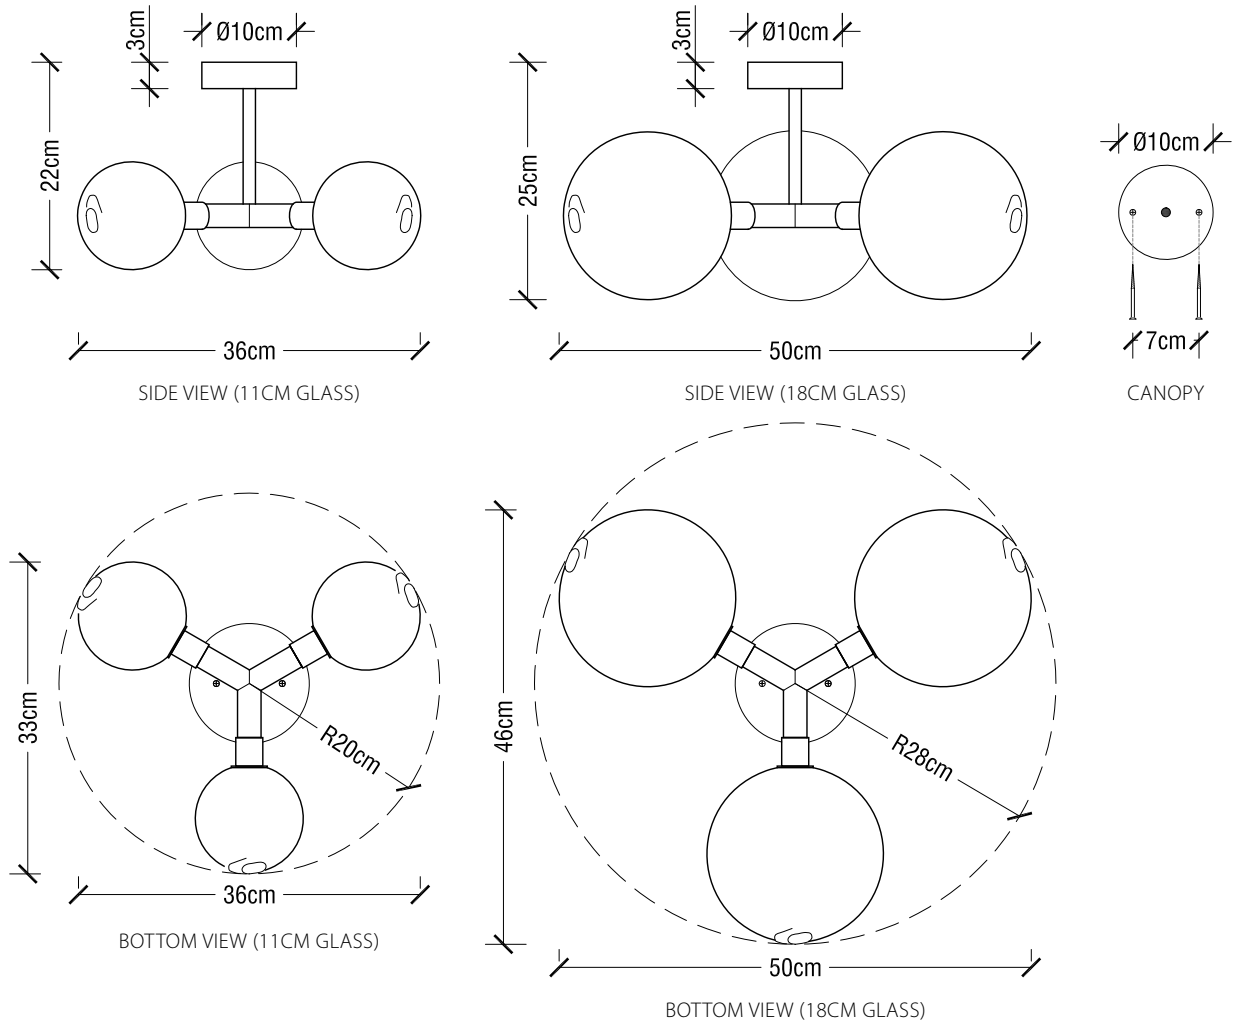 3cm
Ø10cm
22cm
36cm
SIDE VIEW (11CM GLASS)
3cm
Ø10cm
25cm
50cm
SIDE VIEW (18CM GLASS)
Ø10cm
7cm
CANOPY
33cm
R20cm
36cm
BOTTOM VIEW (11CM GLASS)
46cm
R28cm
50cm
BOTTOM VIEW (18CM GLASS)